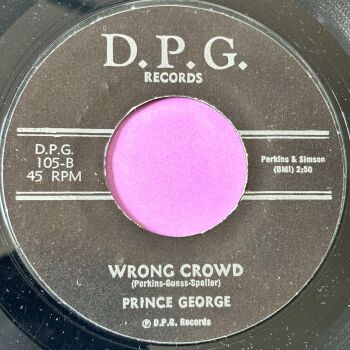 D.P.G.
RECORDS
D.P.G.
105-B
45 RPM
Perkins & Simson
(BMI) 2:50
WRONG CROWD
(Perkins-Guess-Speller)
PRINCE GEORGE
℗ D.P.G. Records